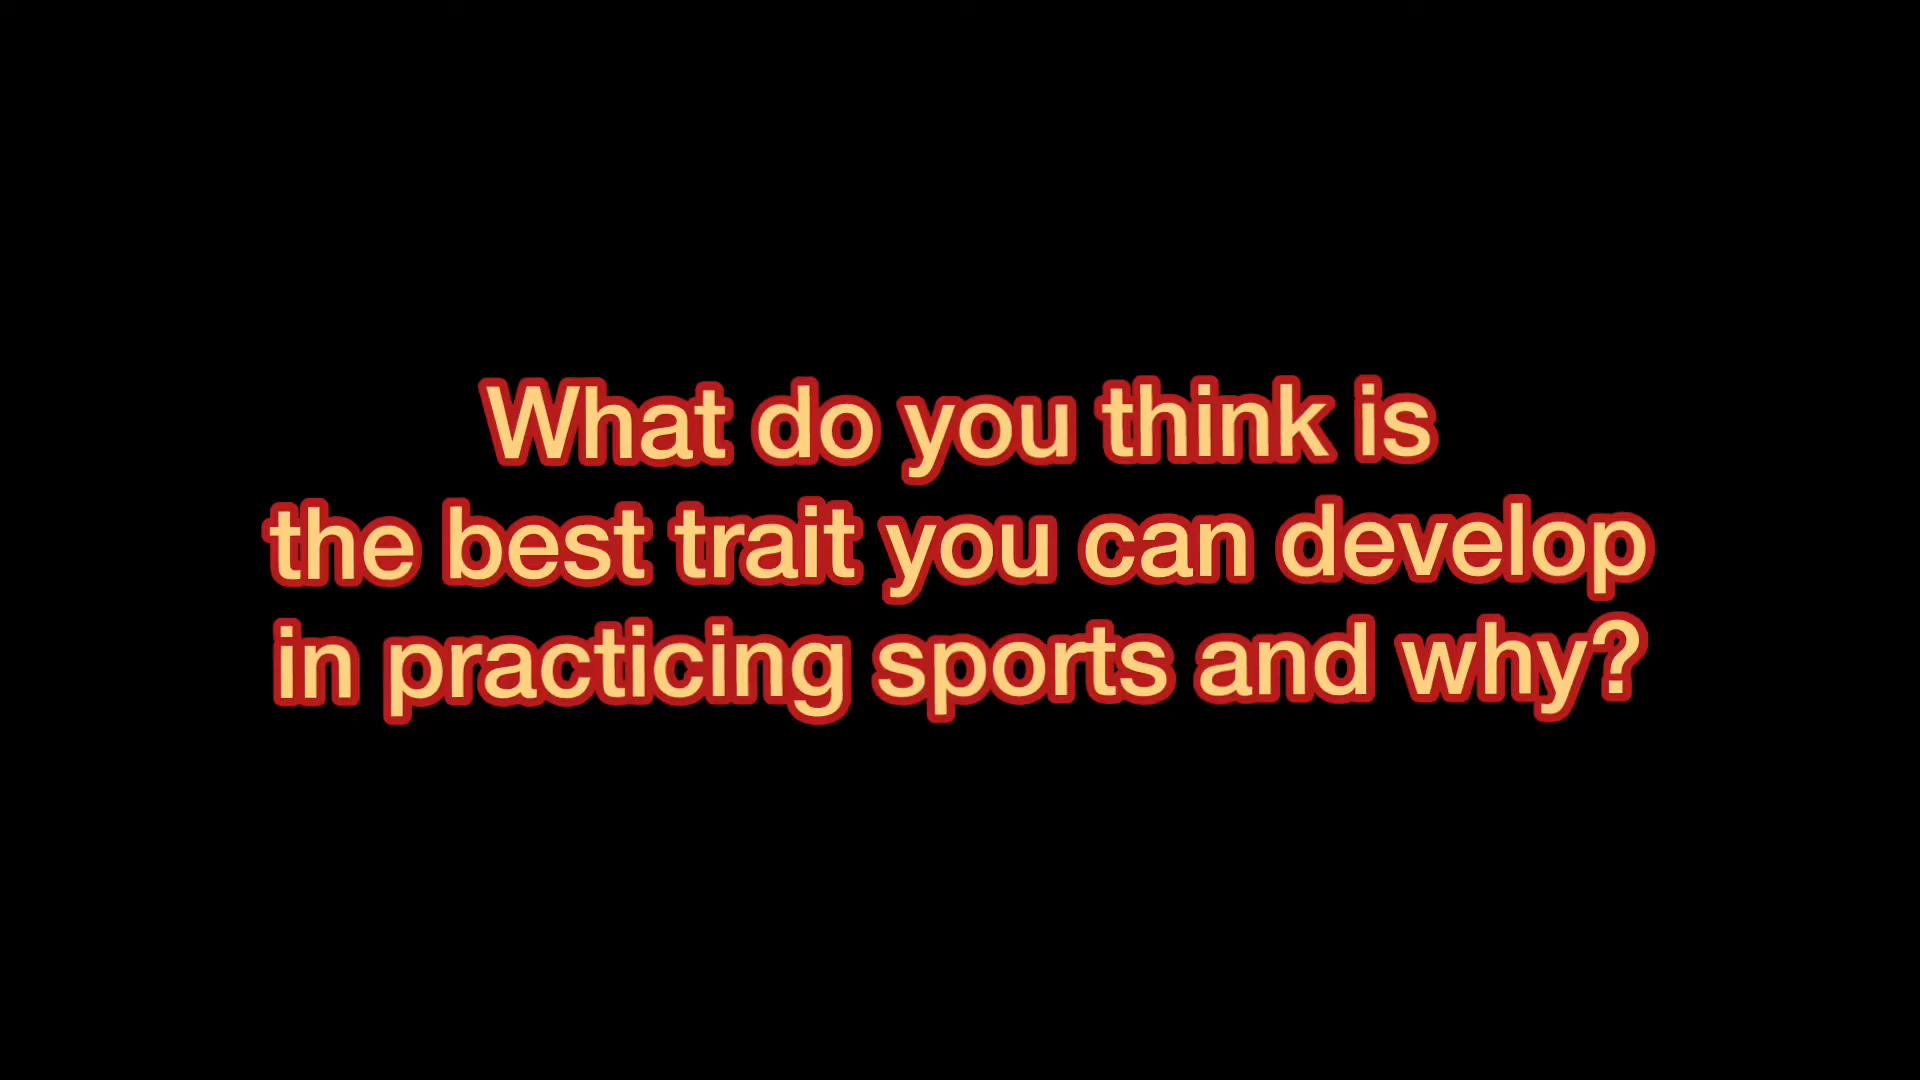 What do you think is
the best trait you can develop
in practicing sports and why?